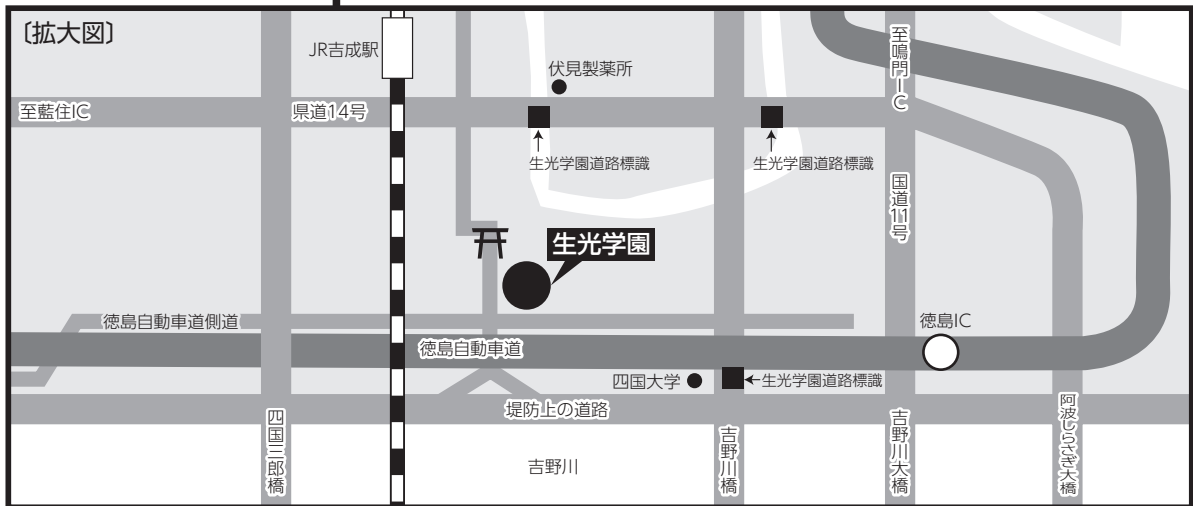 〔拡大図〕
JR吉成駅
至鳴門IC
伏見製薬所
至藍住IC
県道14号
生光学園道路標識
生光学園道路標識
国道11号
生光学園
徳島自動車道側道
徳島IC
徳島自動車道
四国大学
生光学園道路標識
堤防上の道路
四国三郎橋
吉野川
吉野川橋
吉野川大橋
阿波しらさぎ大橋